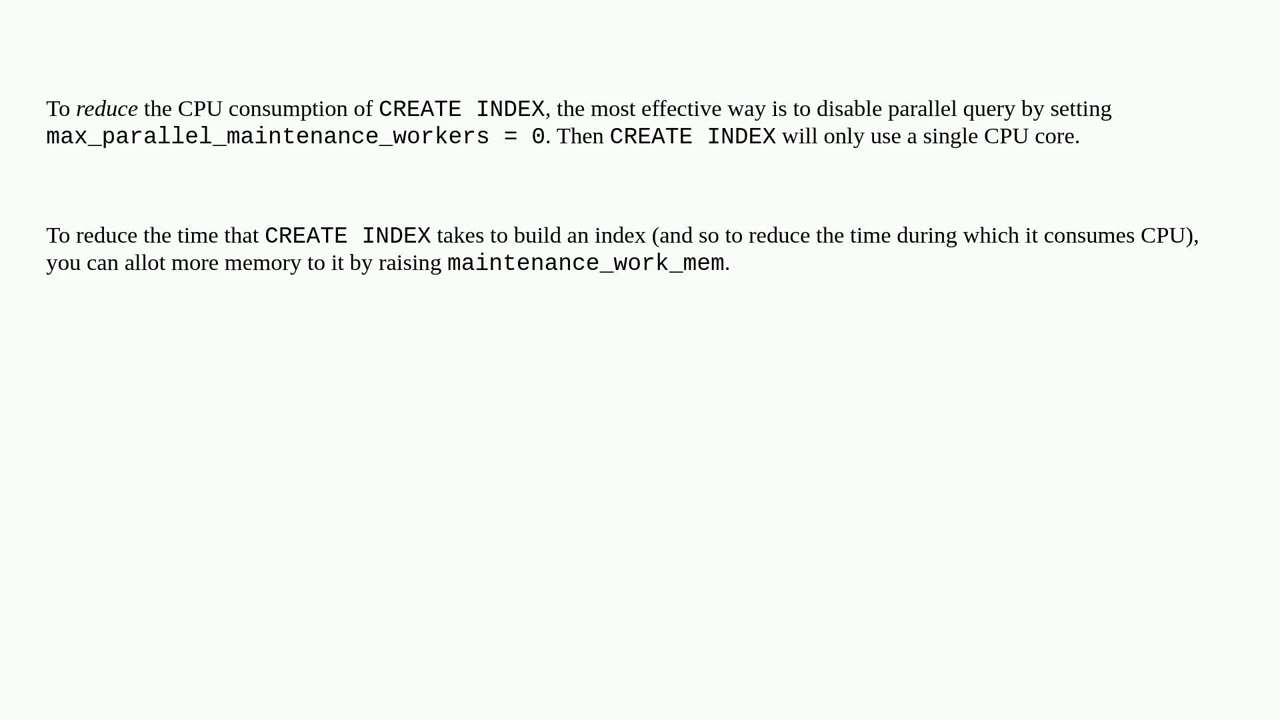 To reduce the CPU consumption of CREATE INDEX, the most effective way is to disable parallel query by setting
max_parallel_maintenance_workers = 0. Then CREATE INDEX will only use a single CPU core.
To reduce the time that CREATE INDEX takes to build an index (and so to reduce the time during which it consumes CPU),
you can allot more memory to it by raising maintenance_work_mem.